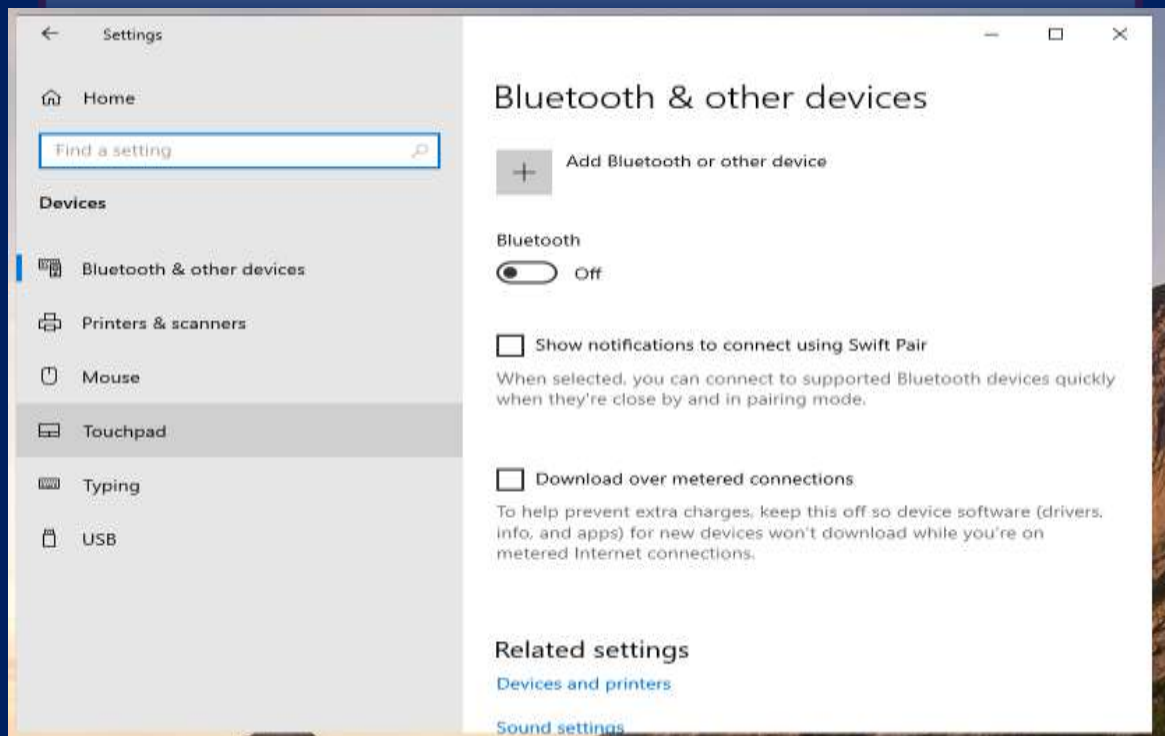 Settings
Home
Find a setting
Devices
Bluetooth & other devices
Printers & scanners
Mouse
Touchpad
Typing
USB
Bluetooth & other devices
Add Bluetooth or other device
Bluetooth
Off
Show notifications to connect using Swift Pair
When selected, you can connect to supported Bluetooth devices quickly
when they're close by and in pairing mode.
Download over metered connections
To help prevent extra charges, keep this off so device software (drivers,
info, and apps) for new devices won't download while you're on
metered Internet connections.
Related settings
Devices and printers
Sound settings